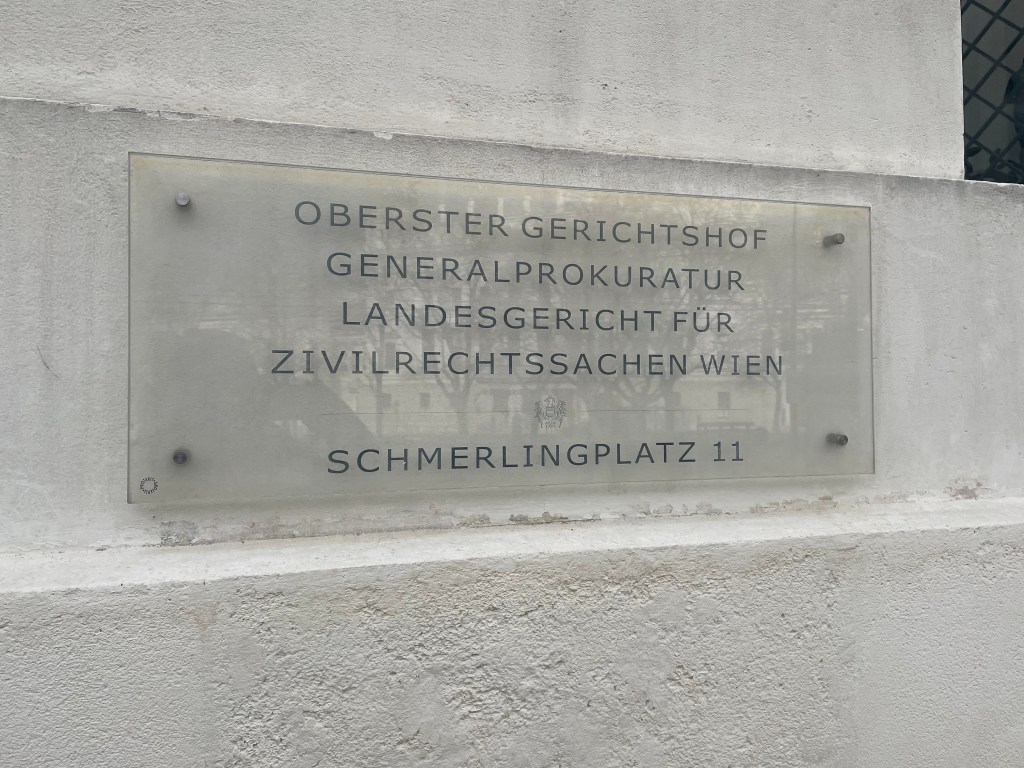 OBERSTER GERICHTSHOF
GENERALPROKURATUR
LANDESGERICHT FÜR
ZIVILRECHTSSACHEN WIEN
SCHMERLINGPLATZ 11